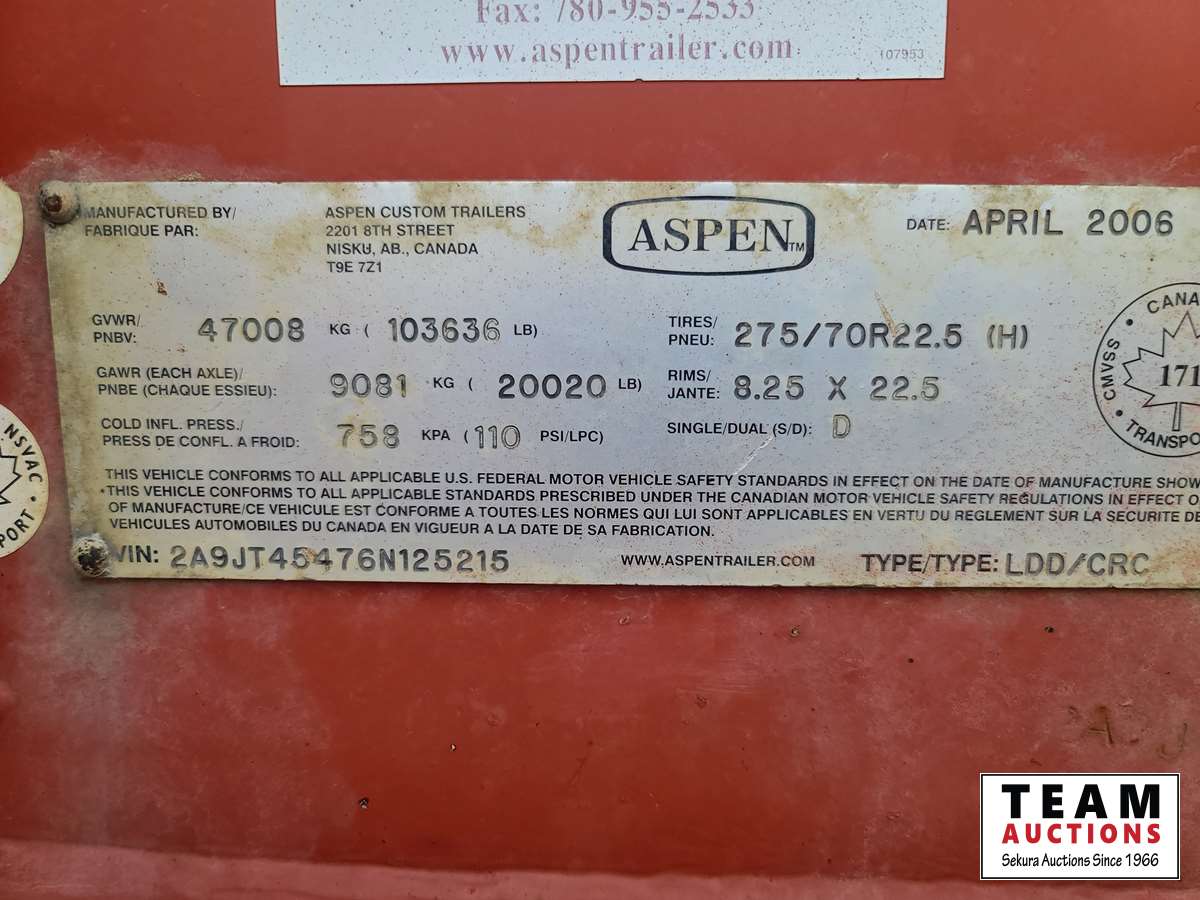 Fax: 780-955-2533
www.aspentrailer.com 107953
MANUFACTURED BY/ ASPEN CUSTOM TRAILERS
FABRIQUE PAR: 2201 8TH STREET
NISKU, AB., CANADA
T9E 7Z1
ASPEN TM
DATE: APRIL 2006
GVWR/
PNBV: 47008 KG ( 103636 LB)
TIRES/
PNEU: 275/70R22.5 (H)
GAWR (EACH AXLE)/
PNBE (CHAQUE ESSIEU): 9081 KG ( 20020 LB)
RIMS/
JANTE: 8.25 X 22.5
COLD INFL. PRESS./
PRESS DE CONFL. A FROID: 758 KPA ( 110 PSI/LPC)
SINGLE/DUAL (S/D): D
CANA
CMVSS
171
TRANSPO
NSVAC
PORT
THIS VEHICLE CONFORMS TO ALL APPLICABLE U.S. FEDERAL MOTOR VEHICLE SAFETY STANDARDS IN EFFECT ON THE DATE OF MANUFACTURE SHOW
THIS VEHICLE CONFORMS TO ALL APPLICABLE STANDARDS PRESCRIBED UNDER THE CANADIAN MOTOR VEHICLE SAFETY REGULATIONS IN EFFECT O
OF MANUFACTURE/CE VEHICULE EST CONFORME A TOUTES LES NORMES QUI LUI SONT APPLICABLES EN VERTU DU REGLEMENT SUR LA SECURITE DE
VEHICULES AUTOMOBILES DU CANADA EN VIGUEUR A LA DATE DE SA FABRICATION.
VIN: 2A9JT45476N125215 WWW.ASPENTRAILER.COM TYPE/TYPE: LDD/CRC
A.J
TEAM
AUCTIONS
Sekura Auctions Since 1966